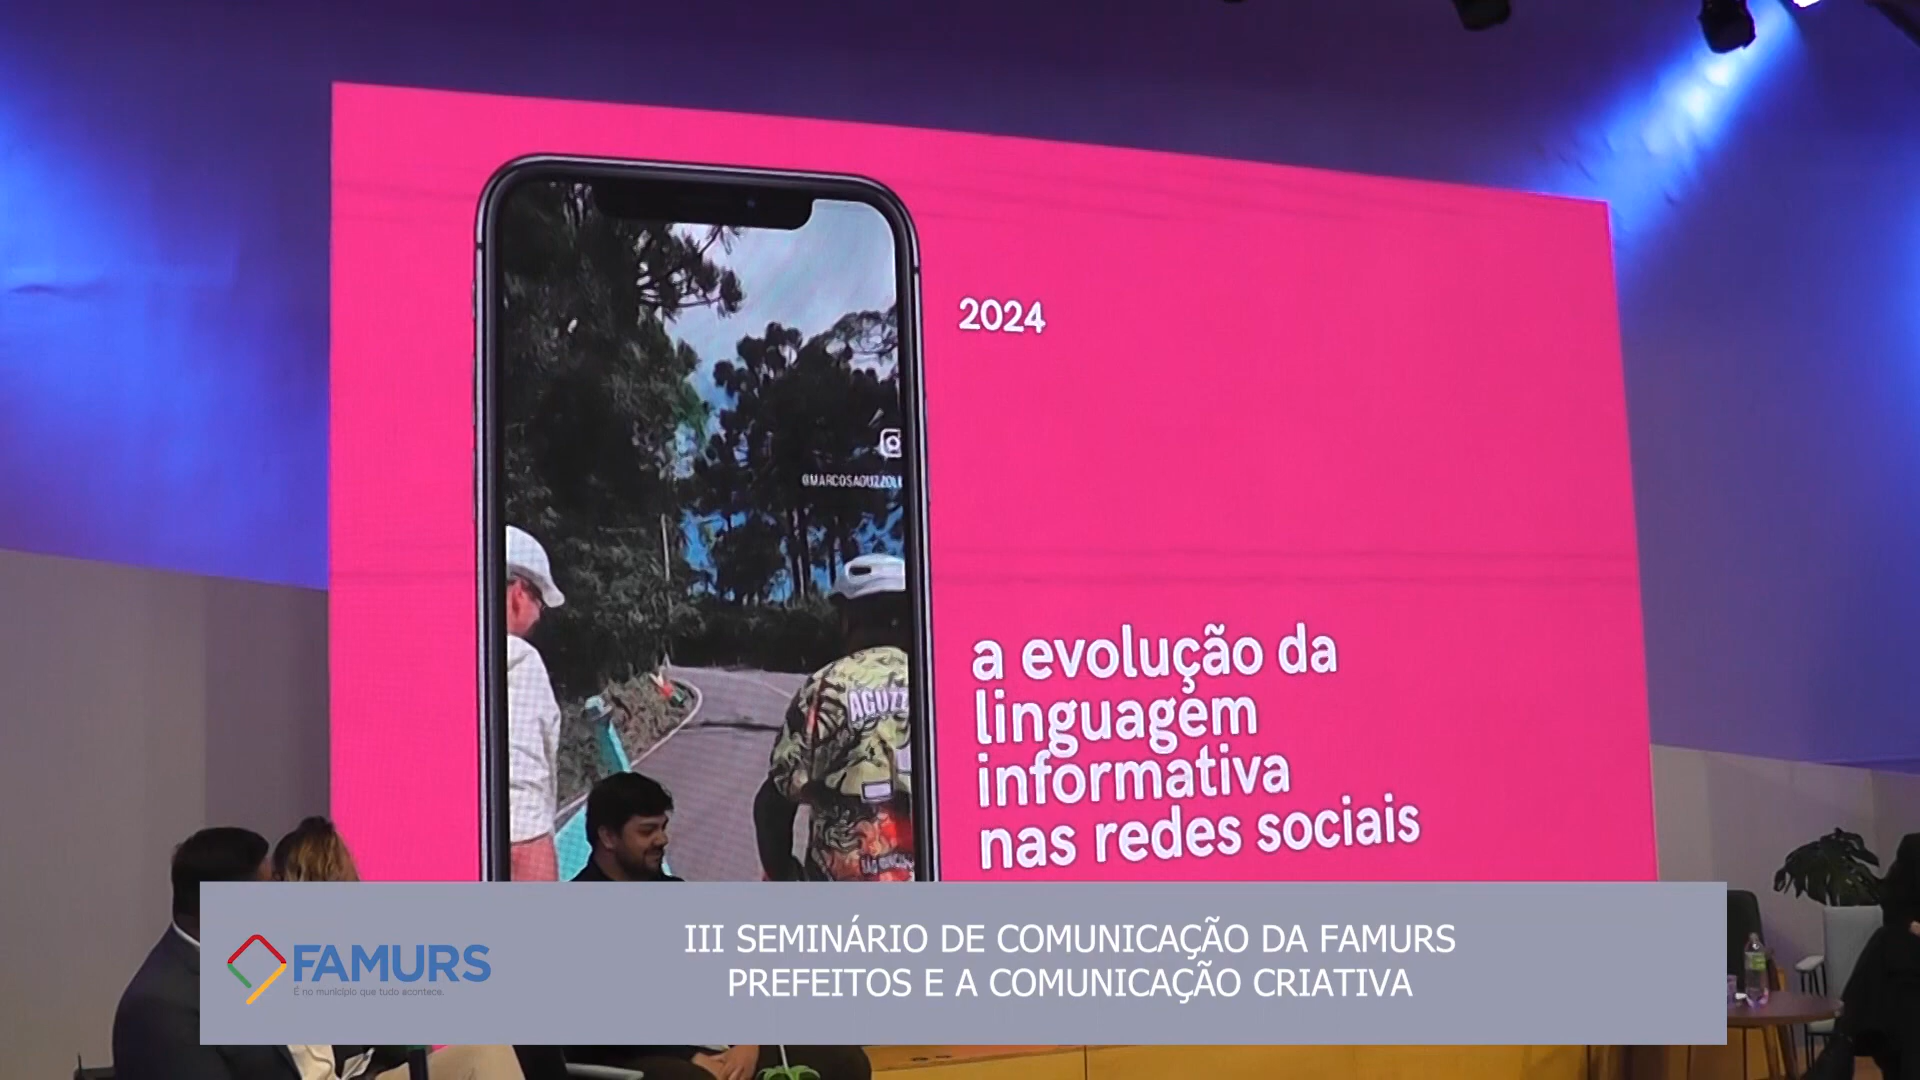 2024
@MARCOSAGUZZOLI
AGUZZ
a evolução da
linguagem
informativa
nas redes sociais
FAMURS
É no município que tudo acontece.
III SEMINÁRIO DE COMUNICAÇÃO DA FAMURS
PREFEITOS E A COMUNICAÇÃO CRIATIVA